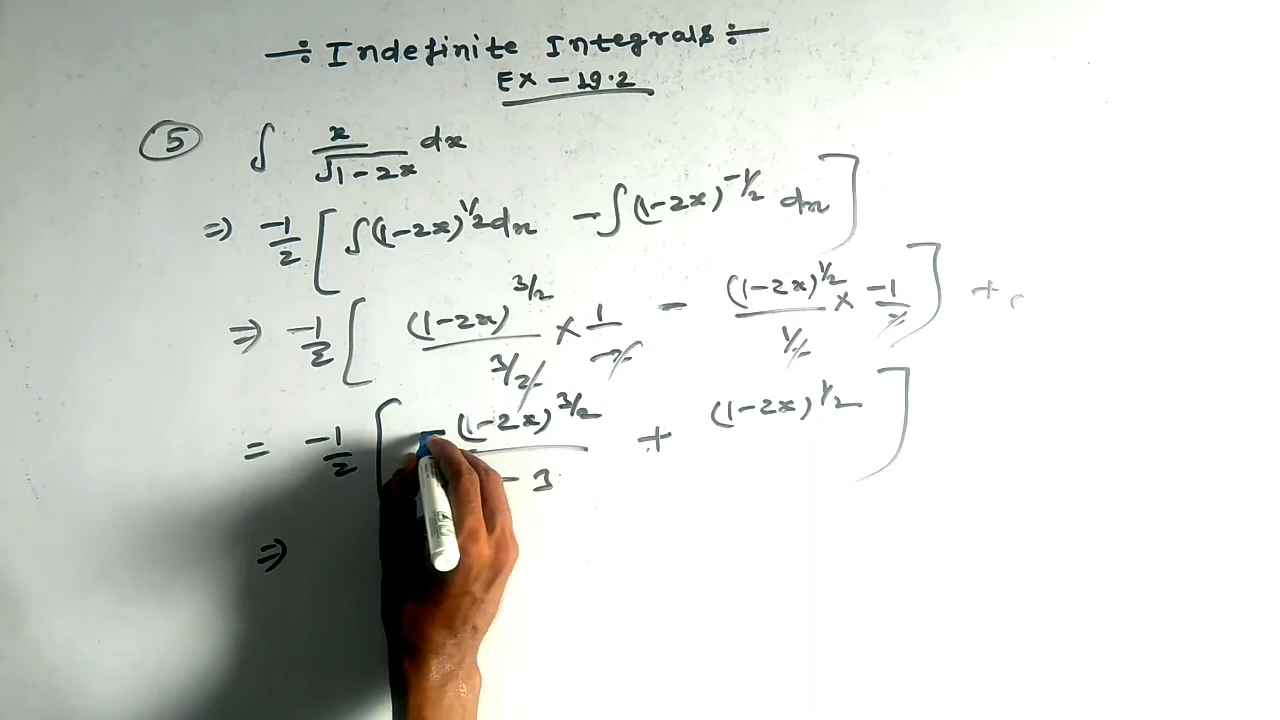 ÷ Indefinite Integrals ÷
EX - 19.2
5 ∫ x/√(1-2x) dx
⇒ -1/2 [ ∫(1-2x)^1/2 dx - ∫(1-2x)^-1/2 dx ]
⇒ -1/2 [ (1-2x)^3/2 / 3/2 × 1/-2 - (1-2x)^1/2 / 1/2 × -1/2 ] + c
= -1/2 [ - (1-2x)^3/2 / - 3 + (1-2x)^1/2 ]
⇒